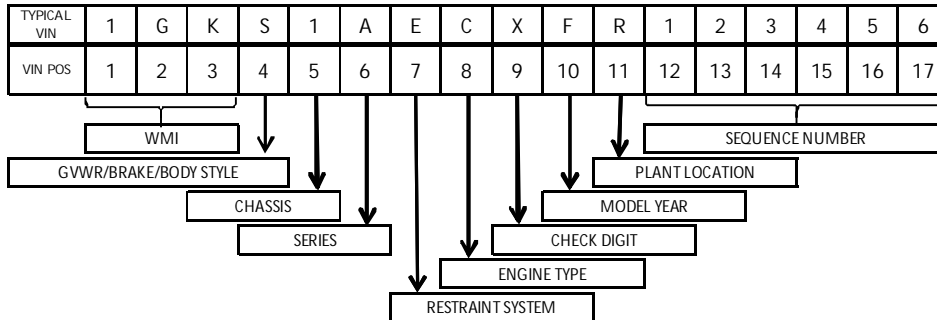 TYPICAL VIN 1 G K S 1 A E C X F R 1 2 3 4 5 6
VIN POS 1 2 3 4 5 6 7 8 9 10 11 12 13 14 15 16 17
WMI SEQUENCE NUMBER
GVWR/BRAKE/BODY STYLE PLANT LOCATION
CHASSIS MODEL YEAR
SERIES CHECK DIGIT
ENGINE TYPE
RESTRAINT SYSTEM